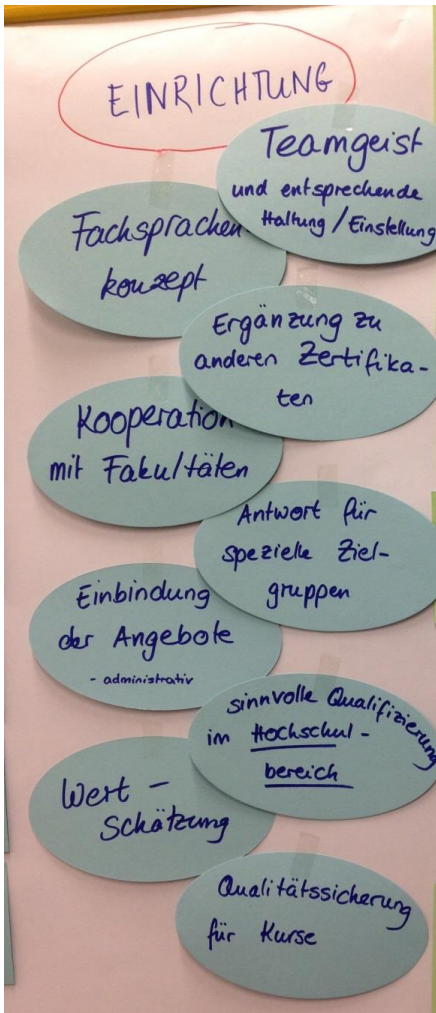 EINRICHTUNG
Teamgeist
und entsprechende
Haltung / Einstellung
Fachsprachen
konzept
Ergänzung zu
anderen Zertifika-
ten
Kooperation
mit Fakultäten
Antwort für
spezielle Ziel-
gruppen
Einbindung
der Angebote
- administrativ
sinnvolle Qualifizierung
im Hochschul-
bereich
Wert-
Schätzung
Qualitätssicherung
für Kurse